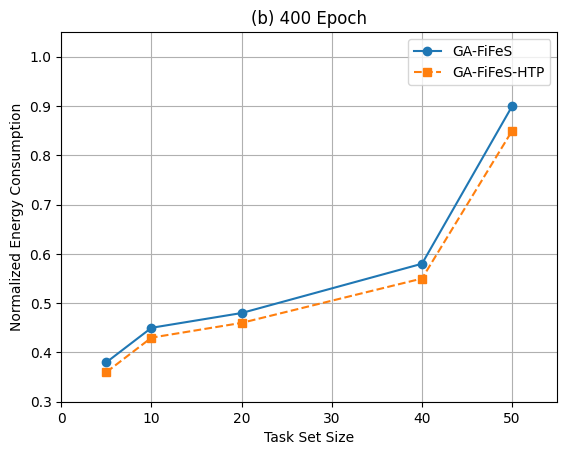 (b) 400 Epoch
GA-FiFeS
GA-FiFeS-HTP
Normalized Energy Consumption
1.0
0.9
0.8
0.7
0.6
0.5
0.4
0.3
0 10 20 30 40 50
Task Set Size